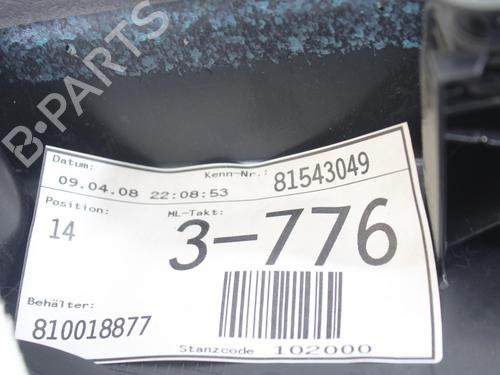 B-PARTS
Datum:
Kenn-Nr.:
09.04.08 22:08:53
81543049
Position:
ML-Takt:
14
3-776
Behälter:
810018877
Stanzcode 102000